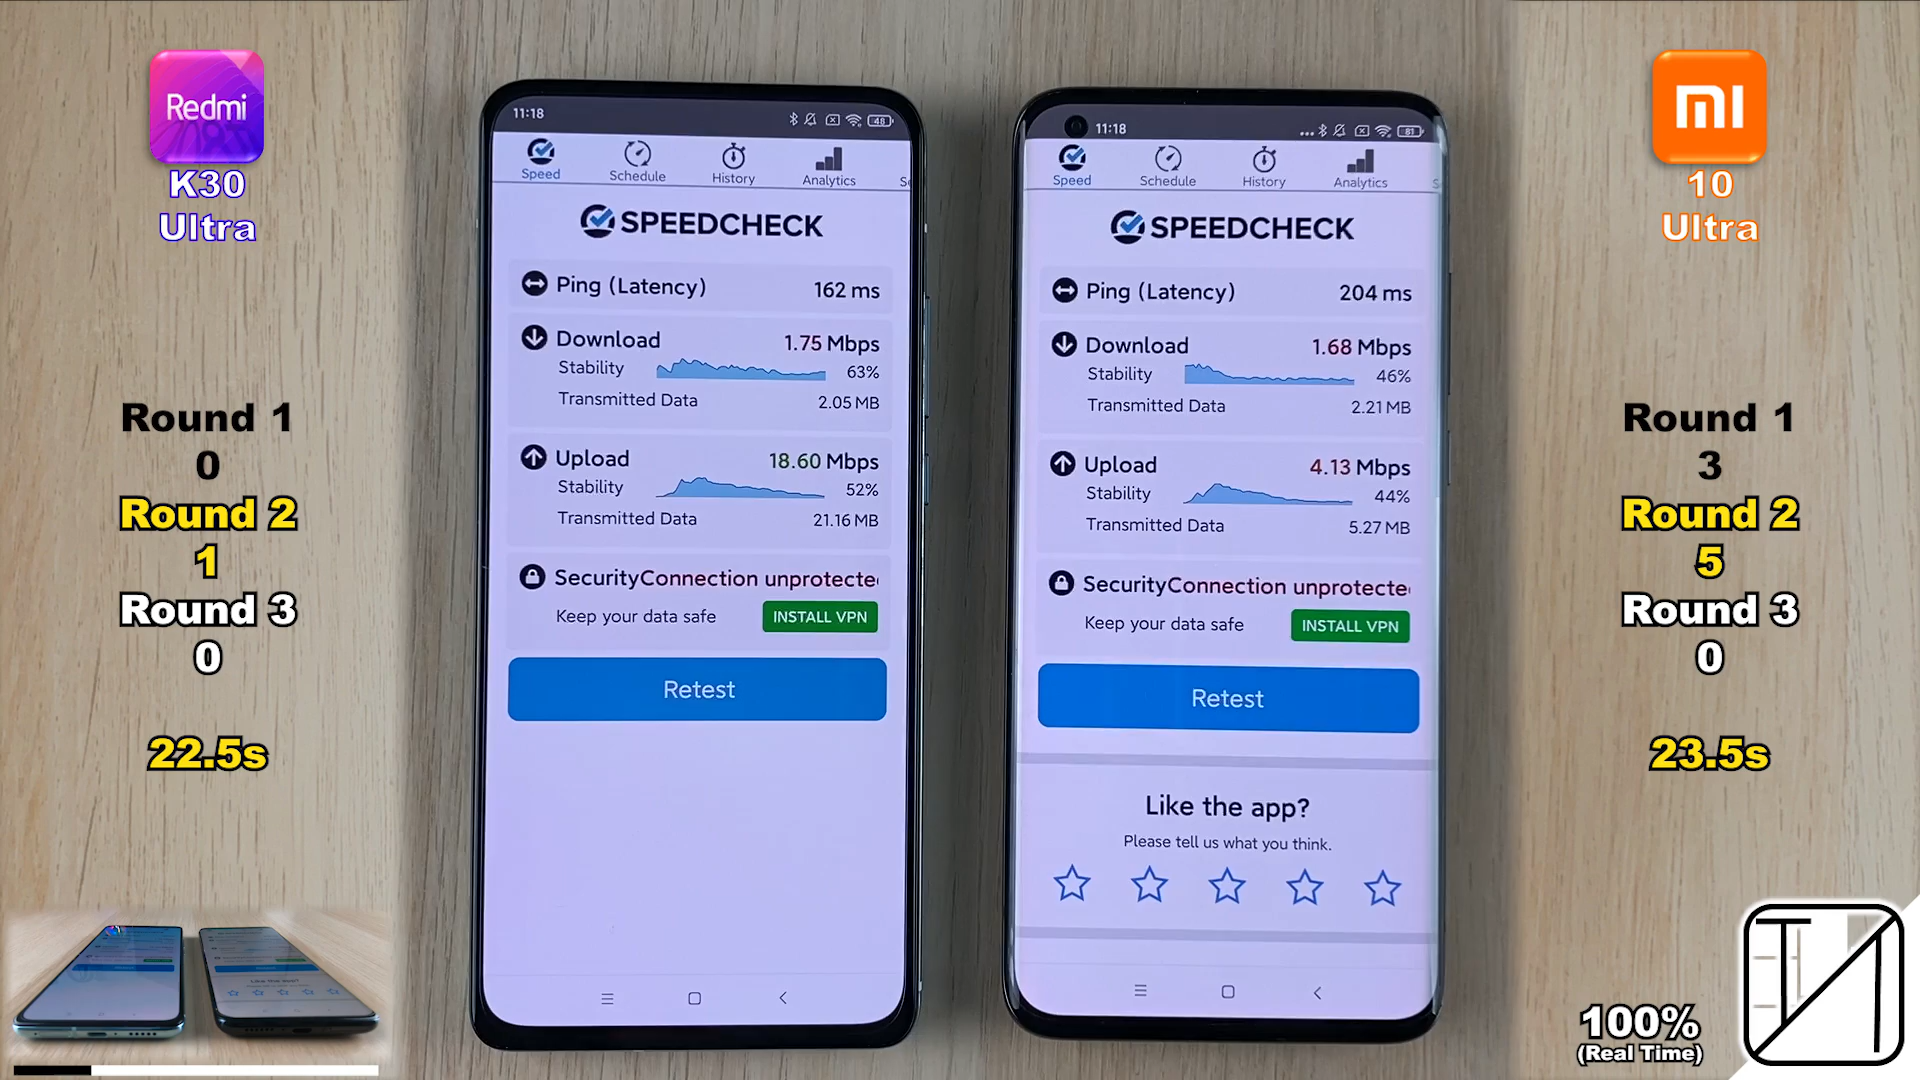 Redmi
K30
Ultra
Round 1
0
Round 2
1
Round 3
0
22.5s
11:18
48
Speed
Schedule
History
Analytics
SPEEDCHECK
Ping (Latency)
162 ms
Download
1.75 Mbps
Stability
63%
Transmitted Data
2.05 MB
Upload
18.60 Mbps
Stability
52%
Transmitted Data
21.16 MB
Security Connection unprotecte
Keep your data safe
INSTALL VPN
Retest
11:18
81
Speed
Schedule
History
Analytics
SPEEDCHECK
Ping (Latency)
204 ms
Download
1.68 Mbps
Stability
46%
Transmitted Data
2.21 MB
Upload
4.13 Mbps
Stability
44%
Transmitted Data
5.27 MB
Security Connection unprotecte
Keep your data safe
INSTALL VPN
Retest
Like the app?
Please tell us what you think.
MI
10
Ultra
Round 1
3
Round 2
5
Round 3
0
23.5s
100%
(Real Time)